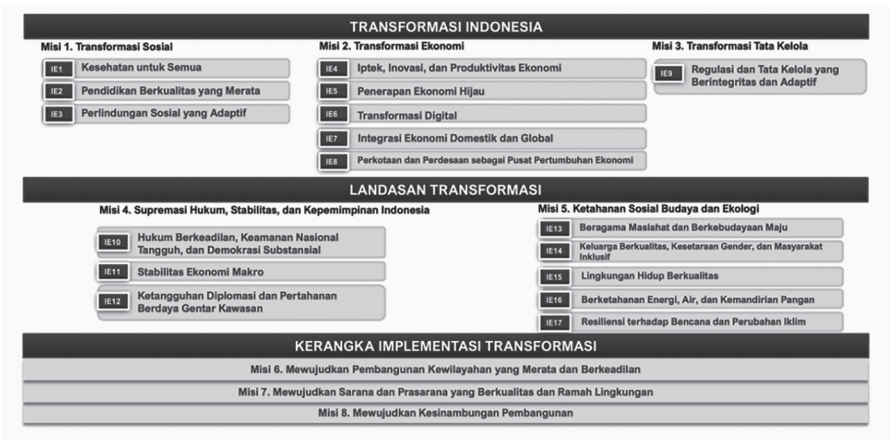 TRANSFORMASI INDONESIA
Misi 1. Transformasi Sosial
IE1 Kesehatan untuk Semua
IE2 Pendidikan Berkualitas yang Merata
IE3 Perlindungan Sosial yang Adaptif
Misi 2. Transformasi Ekonomi
IE4 Iptek, Inovasi, dan Produktivitas Ekonomi
IE5 Penerapan Ekonomi Hijau
IE6 Transformasi Digital
IE7 Integrasi Ekonomi Domestik dan Global
IE8 Perkotaan dan Perdesaan sebagai Pusat Pertumbuhan Ekonomi
Misi 3. Transformasi Tata Kelola
IE9 Regulasi dan Tata Kelola yang
Berintegritas dan Adaptif
LANDASAN TRANSFORMASI
Misi 4. Supremasi Hukum, Stabilitas, dan Kepemimpinan Indonesia
IE10 Hukum Berkeadilan, Keamanan Nasional
Tangguh, dan Demokrasi Substansial
IE11 Stabilitas Ekonomi Makro
IE12 Ketangguhan Diplomasi dan Pertahanan
Berdaya Gentar Kawasan
Misi 5. Ketahanan Sosial Budaya dan Ekologi
IE13 Beragama Maslahat dan Berkebudayaan Maju
IE14 Keluarga Berkualitas, Kesetaraan Gender, dan Masyarakat
Inklusif
IE15 Lingkungan Hidup Berkualitas
IE16 Berketahanan Energi, Air, dan Kemandirian Pangan
IE17 Resiliensi terhadap Bencana dan Perubahan Iklim
KERANGKA IMPLEMENTASI TRANSFORMASI
Misi 6. Mewujudkan Pembangunan Kewilayahan yang Merata dan Berkeadilan
Misi 7. Mewujudkan Sarana dan Prasarana yang Berkualitas dan Ramah Lingkungan
Misi 8. Mewujudkan Kesinambungan Pembangunan